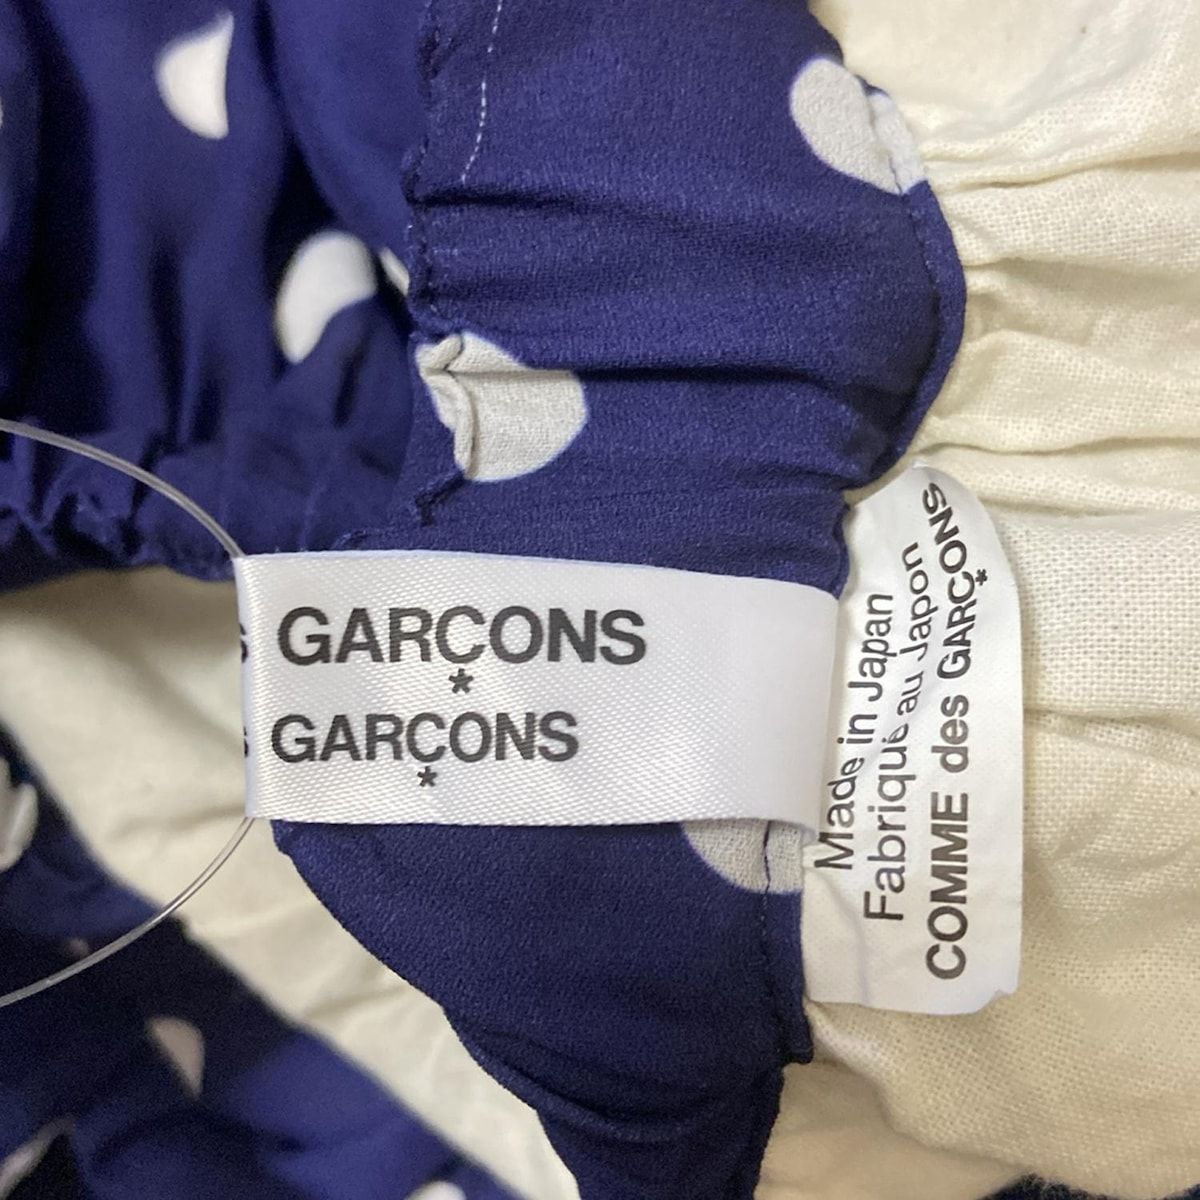 GARÇONS
*
GARÇONS
*
Made in Japan
Fabriqué au Japon
COMME des GARÇONS
*